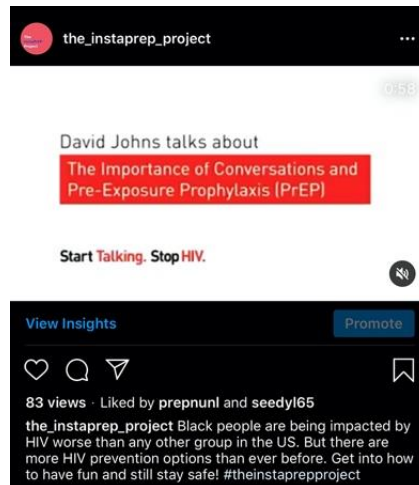 the_instaprep_project
0:58
David Johns talks about
The Importance of Conversations and
Pre-Exposure Prophylaxis (PrEP)
Start Talking. Stop HIV.
View Insights
Promote
83 views · Liked by prepnunl and seedyl65
the_instaprep_project Black people are being impacted by
HIV worse than any other group in the US. But there are
more HIV prevention options than ever before. Get into how
to have fun and still stay safe! #theinstaprepproject